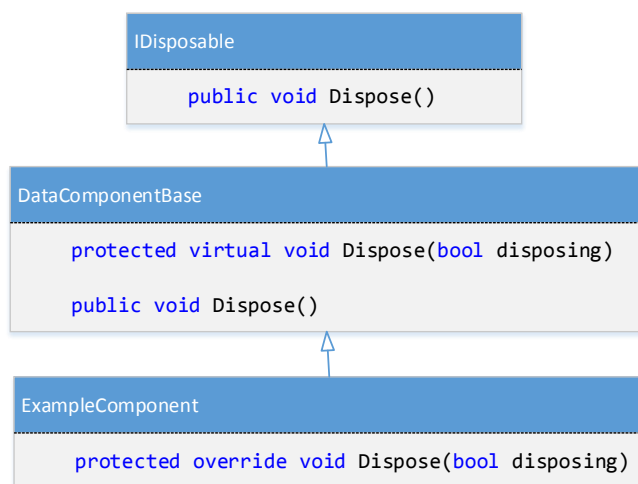 IDisposable
public void Dispose()
DataComponentBase
protected virtual void Dispose(bool disposing)
public void Dispose()
ExampleComponent
protected override void Dispose(bool disposing)